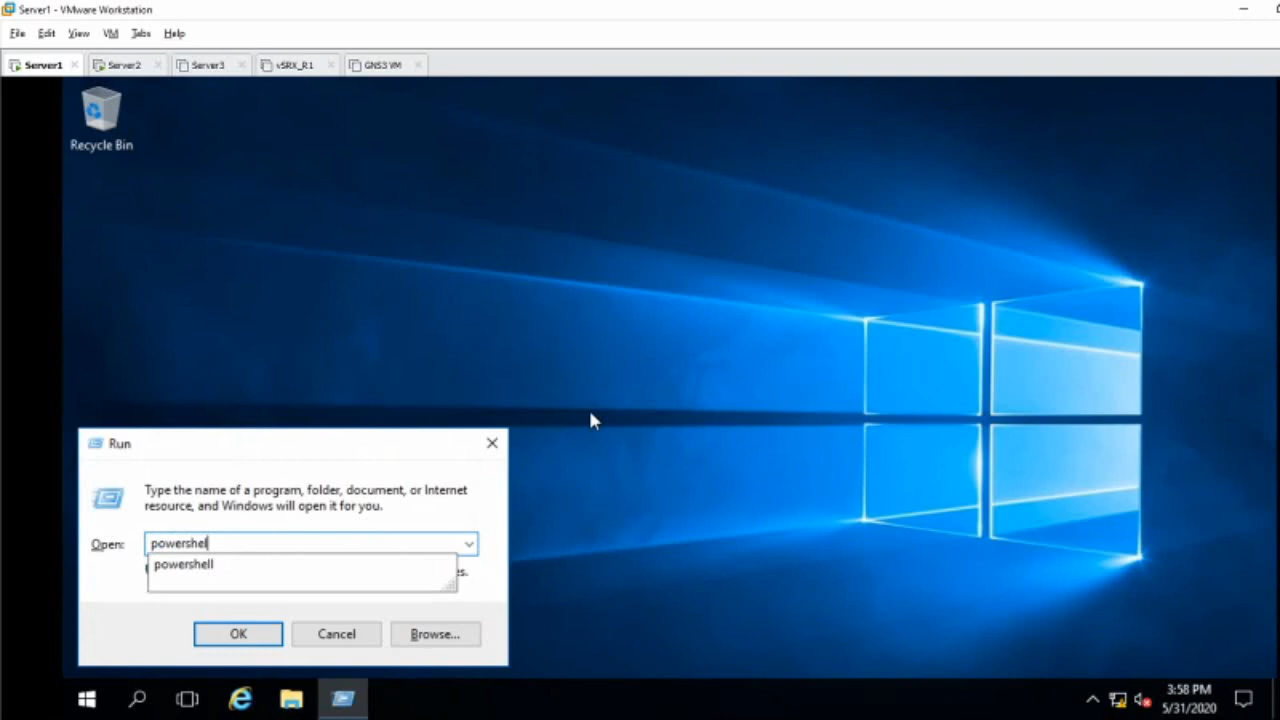 Server1 - VMware Workstation
File Edit View VM Tabs Help
Server1 Server2 Server3 vSRX_R1 GNS3 VM
Recycle Bin
Run
Type the name of a program, folder, document, or Internet
resource, and Windows will open it for you.
Open: powershel
powershell
es.
OK Cancel Browse...
3:58 PM
5/31/2020